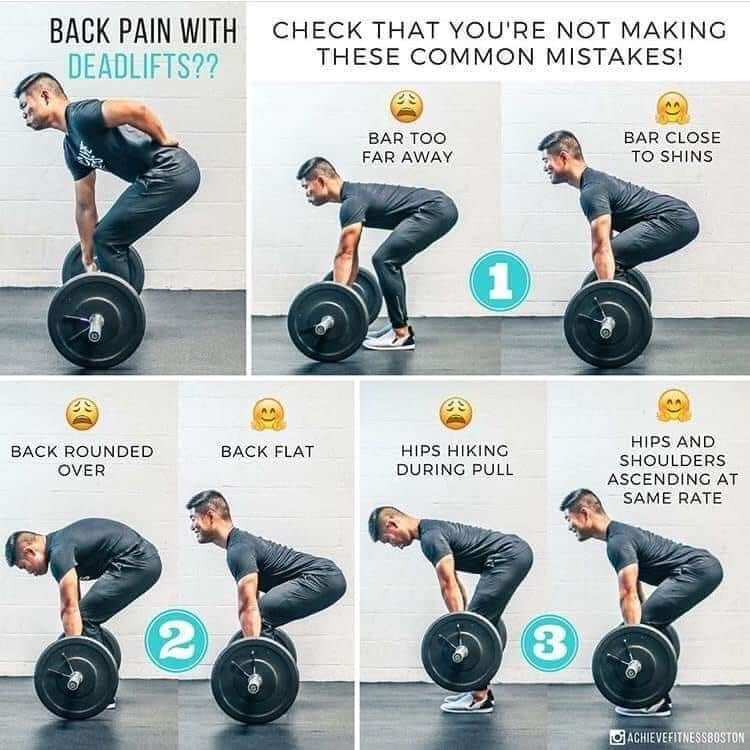 BACK PAIN WITH
DEADLIFTS??
CHECK THAT YOU'RE NOT MAKING
THESE COMMON MISTAKES!
BAR TOO
FAR AWAY
BAR CLOSE
TO SHINS
1
BACK ROUNDED
OVER
BACK FLAT
2
HIPS HIKING
DURING PULL
HIPS AND
SHOULDERS
ASCENDING AT
SAME RATE
3
ACHIEVEFITNESSBOSTON